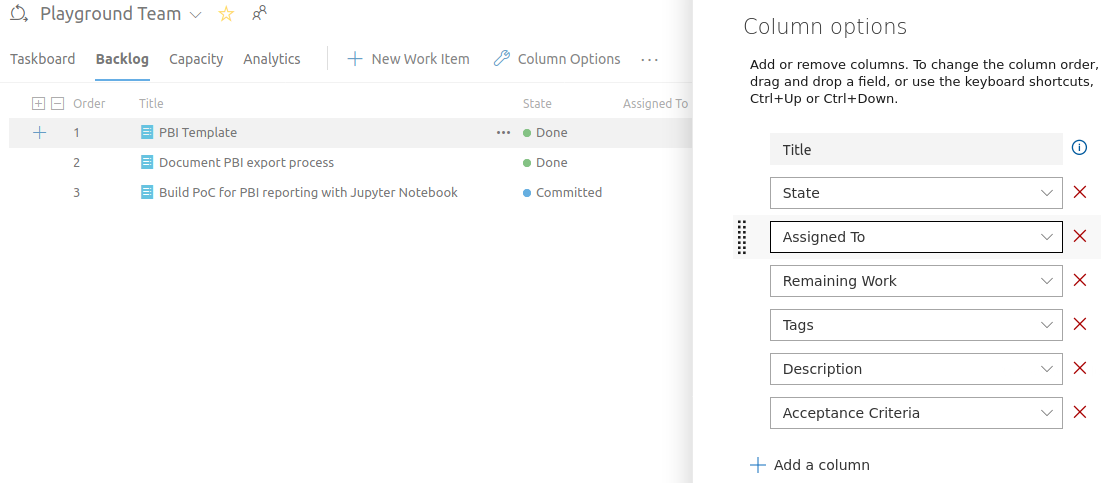 Playground Team
Taskboard Backlog Capacity Analytics New Work Item Column Options
Order Title State Assigned To
1 PBI Template Done
2 Document PBI export process Done
3 Build PoC for PBI reporting with Jupyter Notebook Committed
Column options
Add or remove columns. To change the column order,
drag and drop a field, or use the keyboard shortcuts,
Ctrl+Up or Ctrl+Down.
Title
State
Assigned To
Remaining Work
Tags
Description
Acceptance Criteria
Add a column